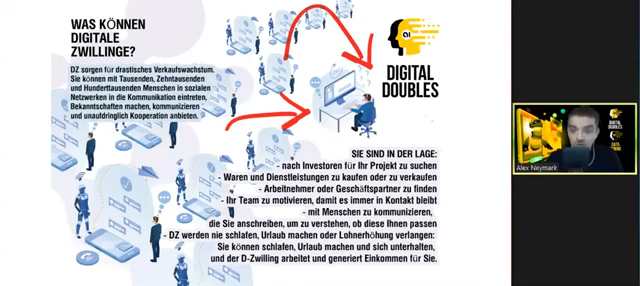 WAS KÖNNEN
DIGITALE
ZWILLINGE?
DZ sorgen für drastisches Verkaufswachstum.
Sie können mit Tausenden, Zehntausenden
und Hunderttausenden Menschen in sozialen
Netzwerken in die Kommunikation eintreten,
Bekanntschaften machen, kommunizieren
und unaufdringlich Kooperation anbieten.
ai
DIGITAL
DOUBLES
SIE SIND IN DER LAGE:
- nach Investoren für Ihr Projekt zu suchen
- Waren und Dienstleistungen zu kaufen oder zu verkaufen
- Arbeitnehmer oder Geschäftspartner zu finden
- Ihr Team zu motivieren, damit es immer in Kontakt bleibt
- mit Menschen zu kommunizieren,
die Sie anschreiben, um zu verstehen, ob diese Ihnen passen
- DZ werden nie schlafen, Urlaub machen oder Lohnerhöhung verlangen:
Sie können schlafen, Urlaub machen und sich unterhalten,
und der D-Zwilling arbeitet und generiert Einkommen für Sie.
DIGITAL
DOUBLES
Alex Neymark